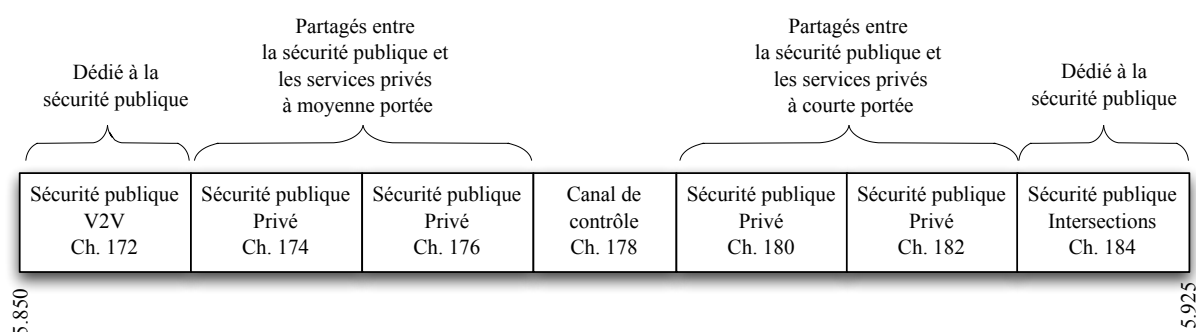 Partagés entre
la sécurité publique et
les services privés
à moyenne portée
Partagés entre
la sécurité publique et
les services privés
à courte portée
Dédié à la
sécurité publique
Dédié à la
sécurité publique
Sécurité publique
V2V
Ch. 172
Sécurité publique
Privé
Ch. 174
Sécurité publique
Privé
Ch. 176
Canal de
contrôle
Ch. 178
Sécurité publique
Privé
Ch. 180
Sécurité publique
Privé
Ch. 182
Sécurité publique
Intersections
Ch. 184
5.850
5.925